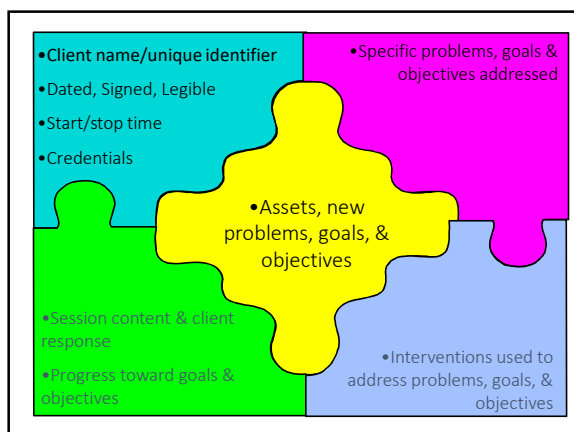 •Client name/unique identifier
•Dated, Signed, Legible
•Start/stop time
•Credentials
•Specific problems, goals &
objectives addressed
•Assets, new
problems, goals, &
objectives
•Session content & client
response
•Progress toward goals &
objectives
•Interventions used to
address problems, goals, &
objectives